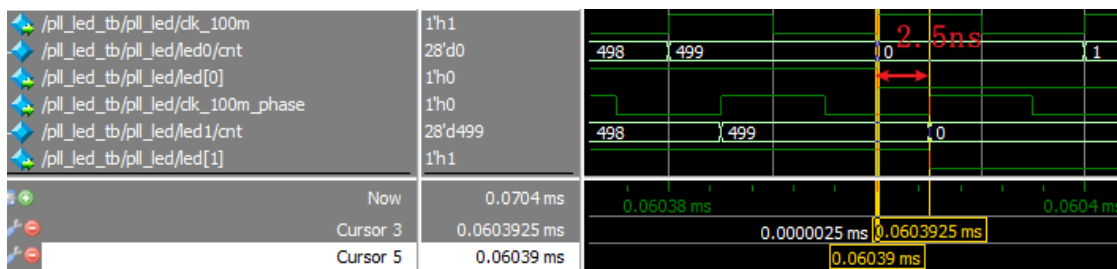 /pll_led_tb/pll_led/clk_100m 1'h1
/pll_led_tb/pll_led/led0/cnt 28'd0 498 499 0 1
2.5ns
/pll_led_tb/pll_led/led[0] 1'h0
/pll_led_tb/pll_led/clk_100m_phase 1'h0
/pll_led_tb/pll_led/led1/cnt 28'd499 498 499 0
/pll_led_tb/pll_led/led[1] 1'h1
Now 0.0704 ms 0.06038 ms 0.0604 ms
Cursor 3 0.0603925 ms 0.0000025 ms 0.0603925 ms
Cursor 5 0.06039 ms 0.06039 ms